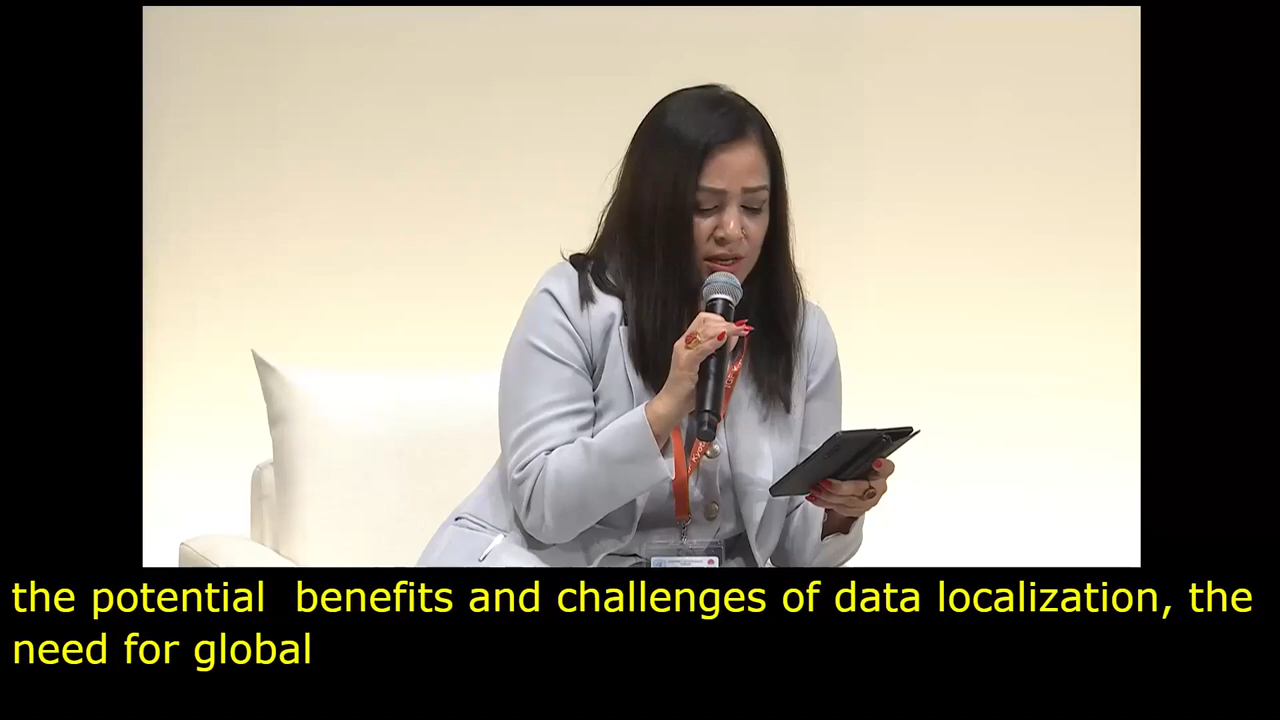 the potential  benefits and challenges of data localization, the
need for global